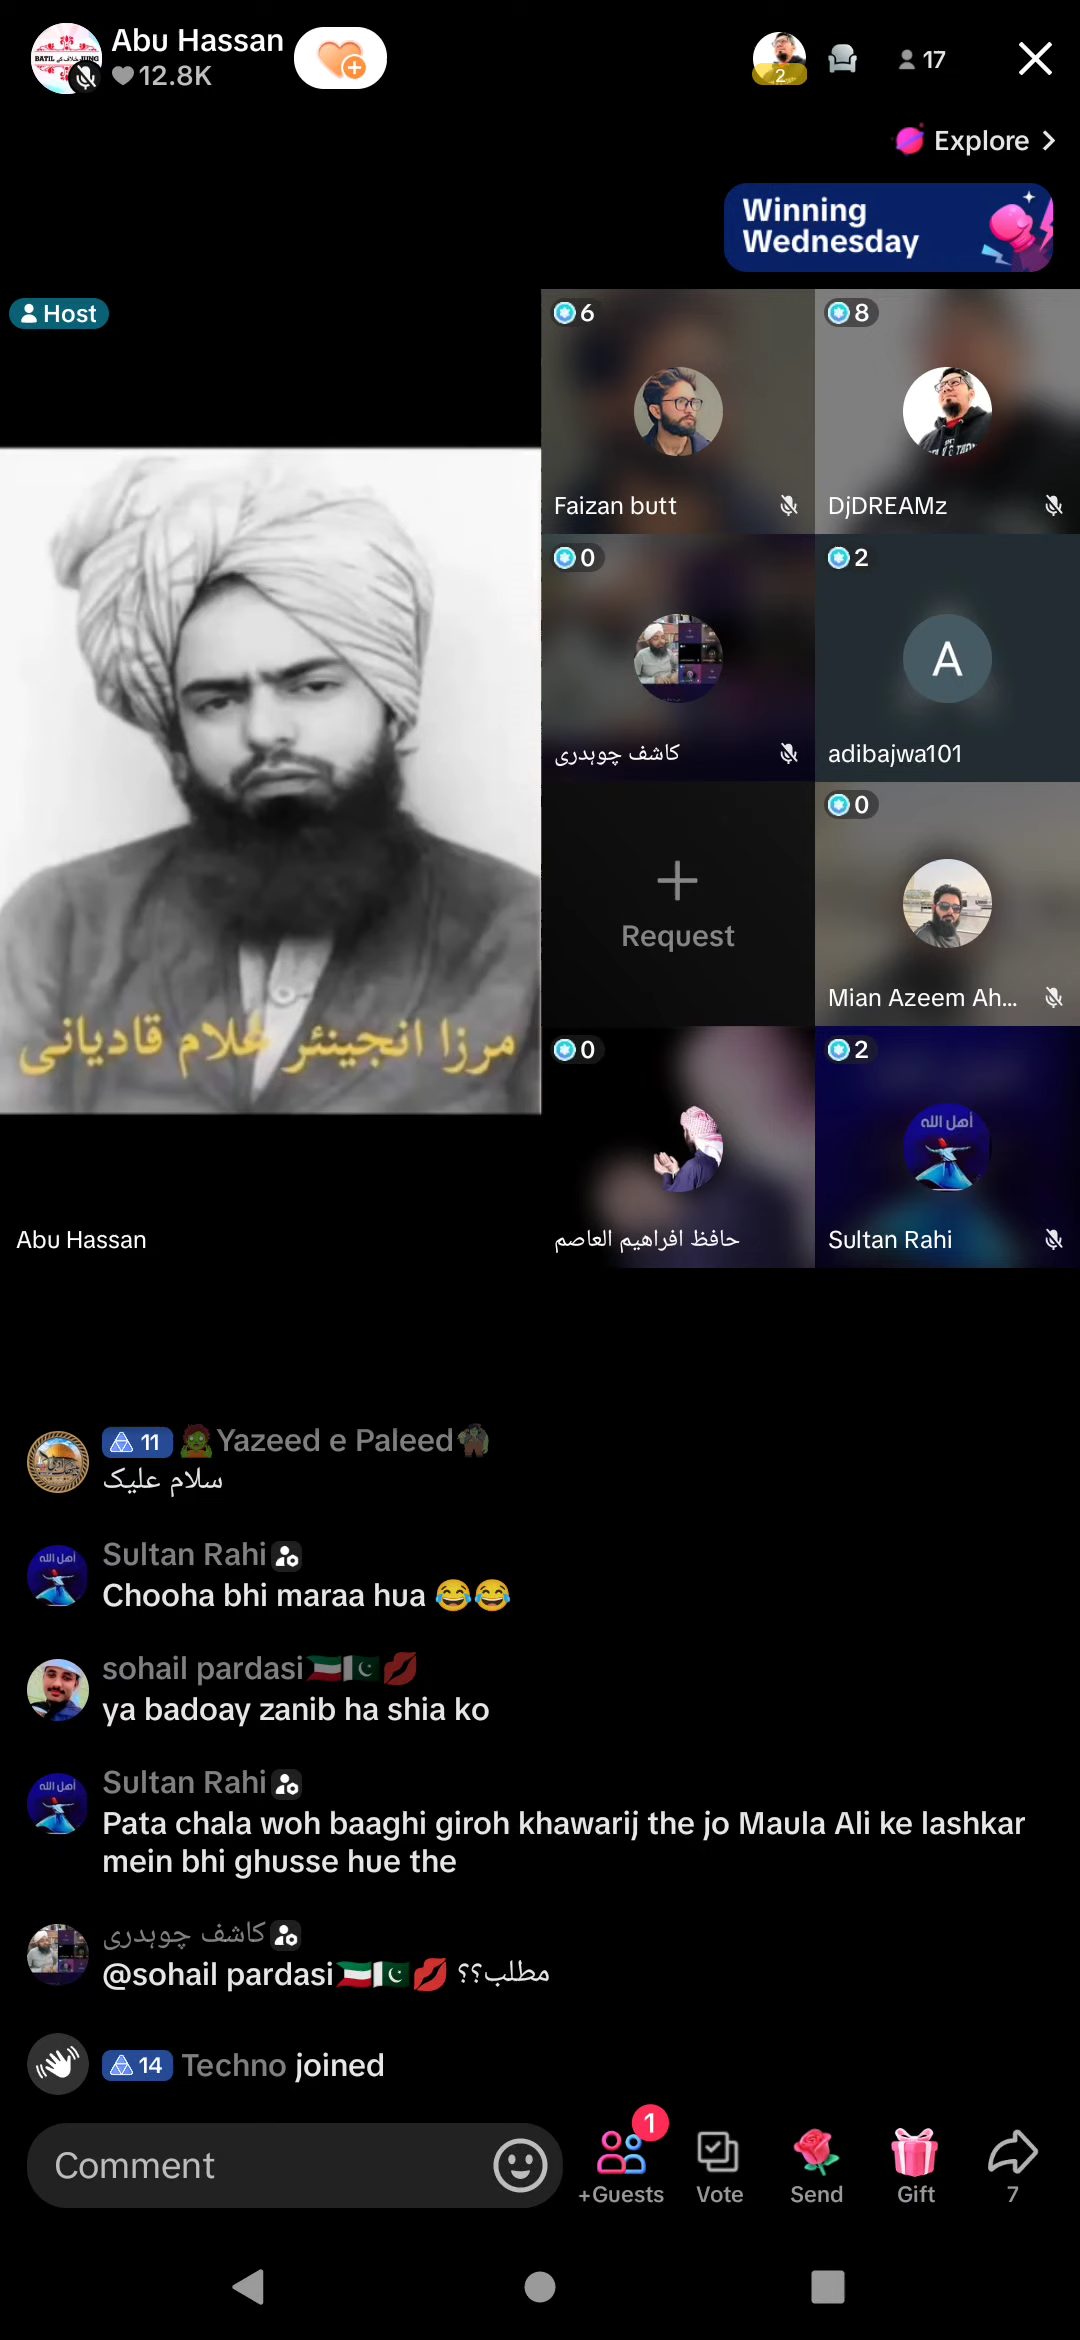 Abu Hassan
12.8K
2
17
Explore
Winning
Wednesday
Host
6
8
Faizan butt
DjDREAMz
0
2
A
کاشف چوہدری
adibajwa101
0
Request
Mian Azeem Ah...
مرزا انجینئر غلام قادیانی
0
2
أهل الله
Abu Hassan
حافظ افراهيم العاصم
Sultan Rahi
11 Yazeed e Paleed
سلام علیک
Sultan Rahi
Chooha bhi maraa hua 😂😂
sohail pardasi🇰🇼🇵🇰💋
ya badoay zanib ha shia ko
Sultan Rahi
Pata chala woh baaghi giroh khawarij the jo Maula Ali ke lashkar
mein bhi ghusse hue the
کاشف چوہدری
@sohail pardasi🇰🇼🇵🇰💋 مطلب؟؟
14 Techno joined
Comment
1
+Guests
Vote
Send
Gift
7